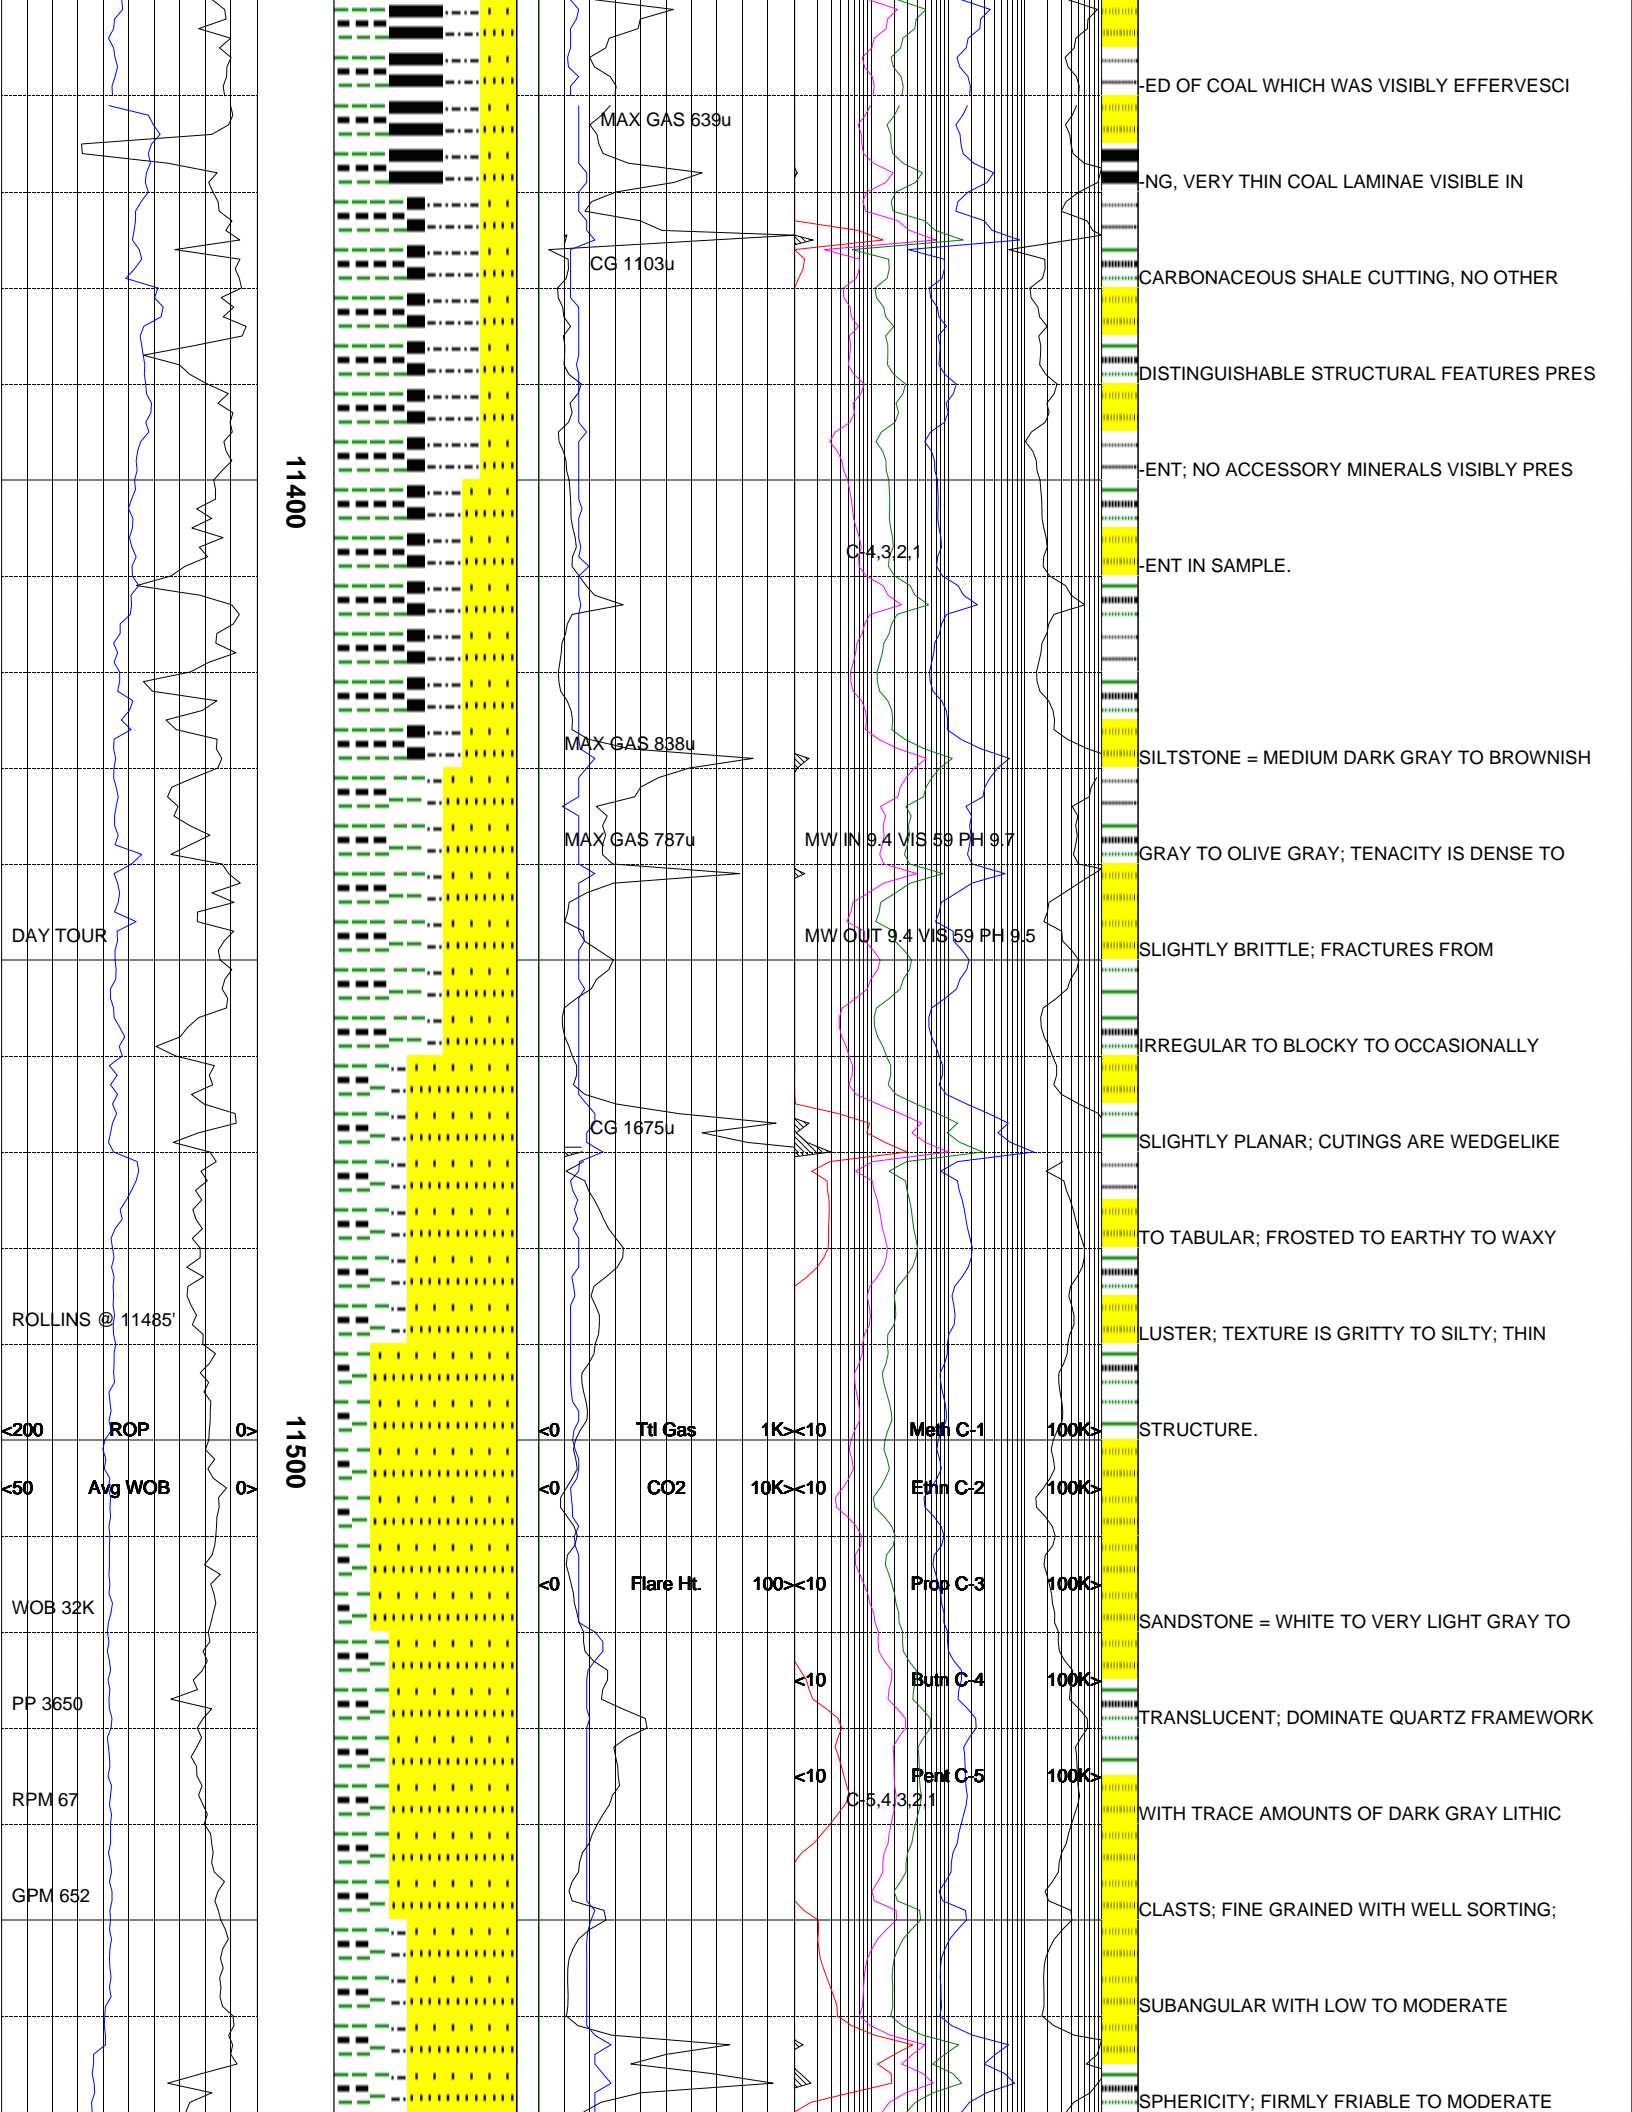 -ED OF COAL WHICH WAS VISIBLY EFFERVESCI
MAX GAS 639u
-NG, VERY THIN COAL LAMINAE VISIBLE IN
CG 1103u
CARBONACEOUS SHALE CUTTING, NO OTHER
DISTINGUISHABLE STRUCTURAL FEATURES PRES
11400
-ENT; NO ACCESSORY MINERALS VISIBLY PRES
C-4,3,2,1
-ENT IN SAMPLE.
MAX GAS 838u
SILTSTONE = MEDIUM DARK GRAY TO BROWNISH
MAX GAS 787u
MW IN 9.4 VIS 59 PH 9.7
GRAY TO OLIVE GRAY; TENACITY IS DENSE TO
DAY TOUR
MW OUT 9.4 VIS 59 PH 9.5
SLIGHTLY BRITTLE; FRACTURES FROM
IRREGULAR TO BLOCKY TO OCCASIONALLY
CG 1675u
SLIGHTLY PLANAR; CUTINGS ARE WEDGELIKE
TO TABULAR; FROSTED TO EARTHY TO WAXY
ROLLINS @ 11485'
LUSTER; TEXTURE IS GRITTY TO SILTY; THIN
<200 ROP 0>
11500
<0 Ttl Gas 1K>
<10 Meth C-1 100K>
STRUCTURE.
<50 Avg WOB 0>
<0 CO2 10K>
<10 Ethn C-2 100K>
<0 Flare Ht. 100>
<10 Prop C-3 100K>
WOB 32K
SANDSTONE = WHITE TO VERY LIGHT GRAY TO
<10 Butn C-4 100K>
PP 3650
TRANSLUCENT; DOMINATE QUARTZ FRAMEWORK
<10 Pent C-5 100K>
RPM 67
C-5,4,3,2,1
WITH TRACE AMOUNTS OF DARK GRAY LITHIC
GPM 652
CLASTS; FINE GRAINED WITH WELL SORTING;
SUBANGULAR WITH LOW TO MODERATE
SPHERICITY; FIRMLY FRIABLE TO MODERATE